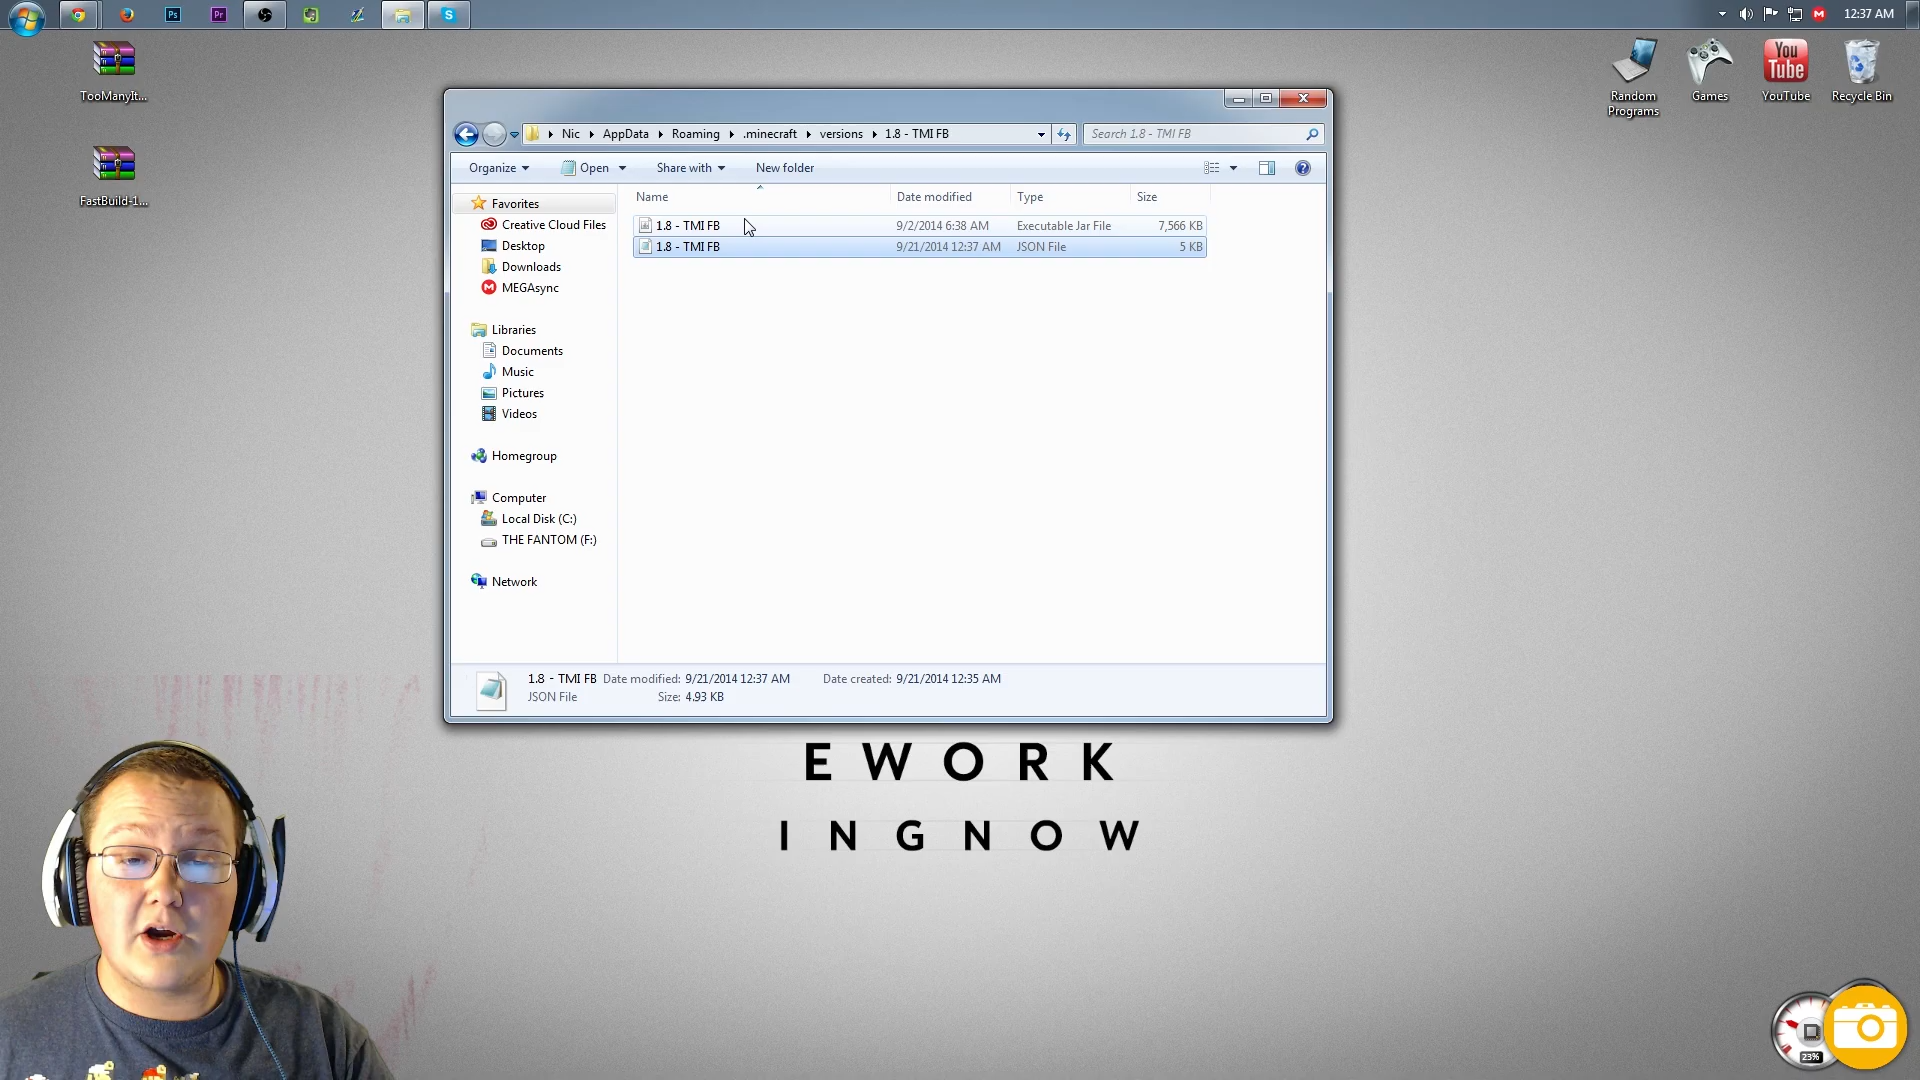 12:37 AM
TooManyIt...
FastBuild-1...
Random Programs
Games
You Tube
YouTube
Recycle Bin
Nic
AppData
Roaming
.minecraft
versions
1.8 - TMI FB
Search 1.8 - TMI FB
Organize
Open
Share with
New folder
Name
Date modified
Type
Size
1.8 - TMI FB 9/2/2014 6:38 AM Executable Jar File 7,566 KB
1.8 - TMI FB 9/21/2014 12:37 AM JSON File 5 KB
Favorites
Creative Cloud Files
Desktop
Downloads
MEGAsync
Libraries
Documents
Music
Pictures
Videos
Homegroup
Computer
Local Disk (C:)
THE FANTOM (F:)
Network
1.8 - TMI FB Date modified: 9/21/2014 12:37 AM Date created: 9/21/2014 12:35 AM
JSON File Size: 4.93 KB
E W O R K
I N G N O W
23%
Ps
Pr
S
M